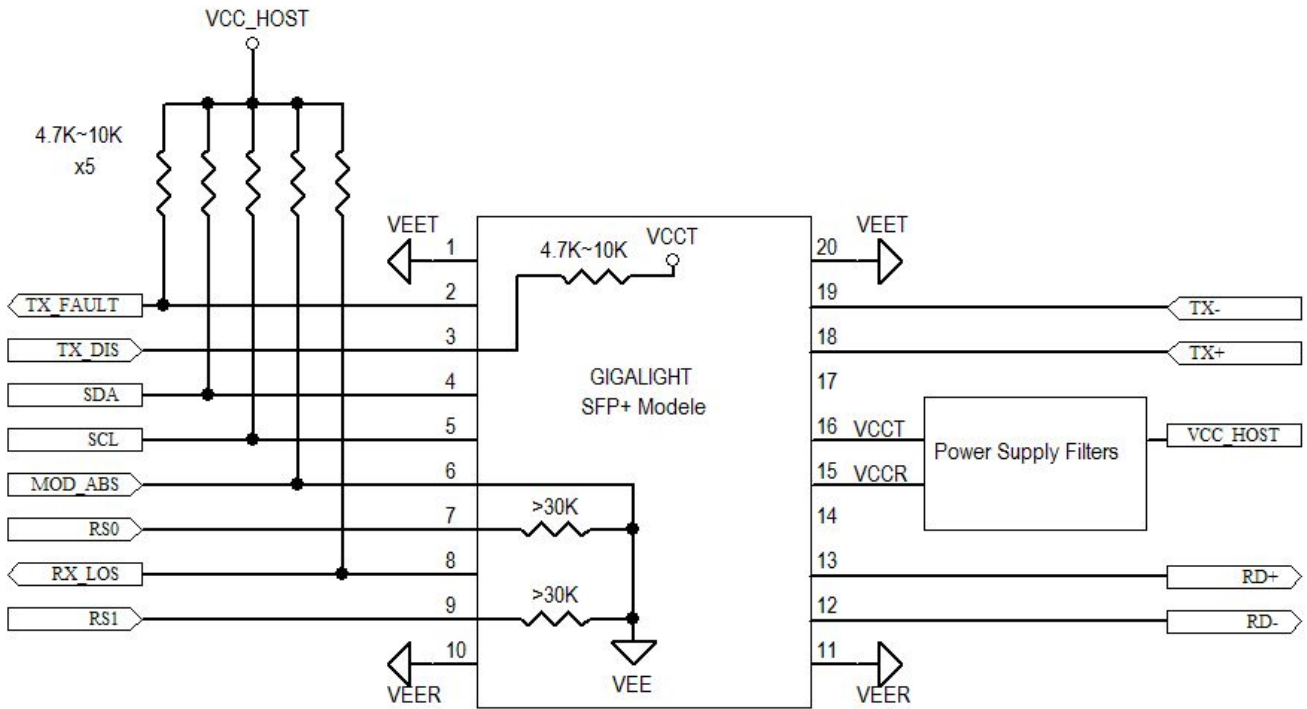 VCC_HOST
4.7K~10K
x5
VEET
1
4.7K~10K
VCCT
20
VEET
TX_FAULT
2
19
TX-
TX_DIS
3
18
TX+
SDA
4
GIGALIGHT
SFP+ Modele
17
SCL
5
16
VCCT
Power Supply Filters
VCC_HOST
MOD_ABS
6
15
VCCR
RS0
7
>30K
14
RX_LOS
8
13
RD+
RS1
9
>30K
12
RD-
10
VEER
VEE
11
VEER